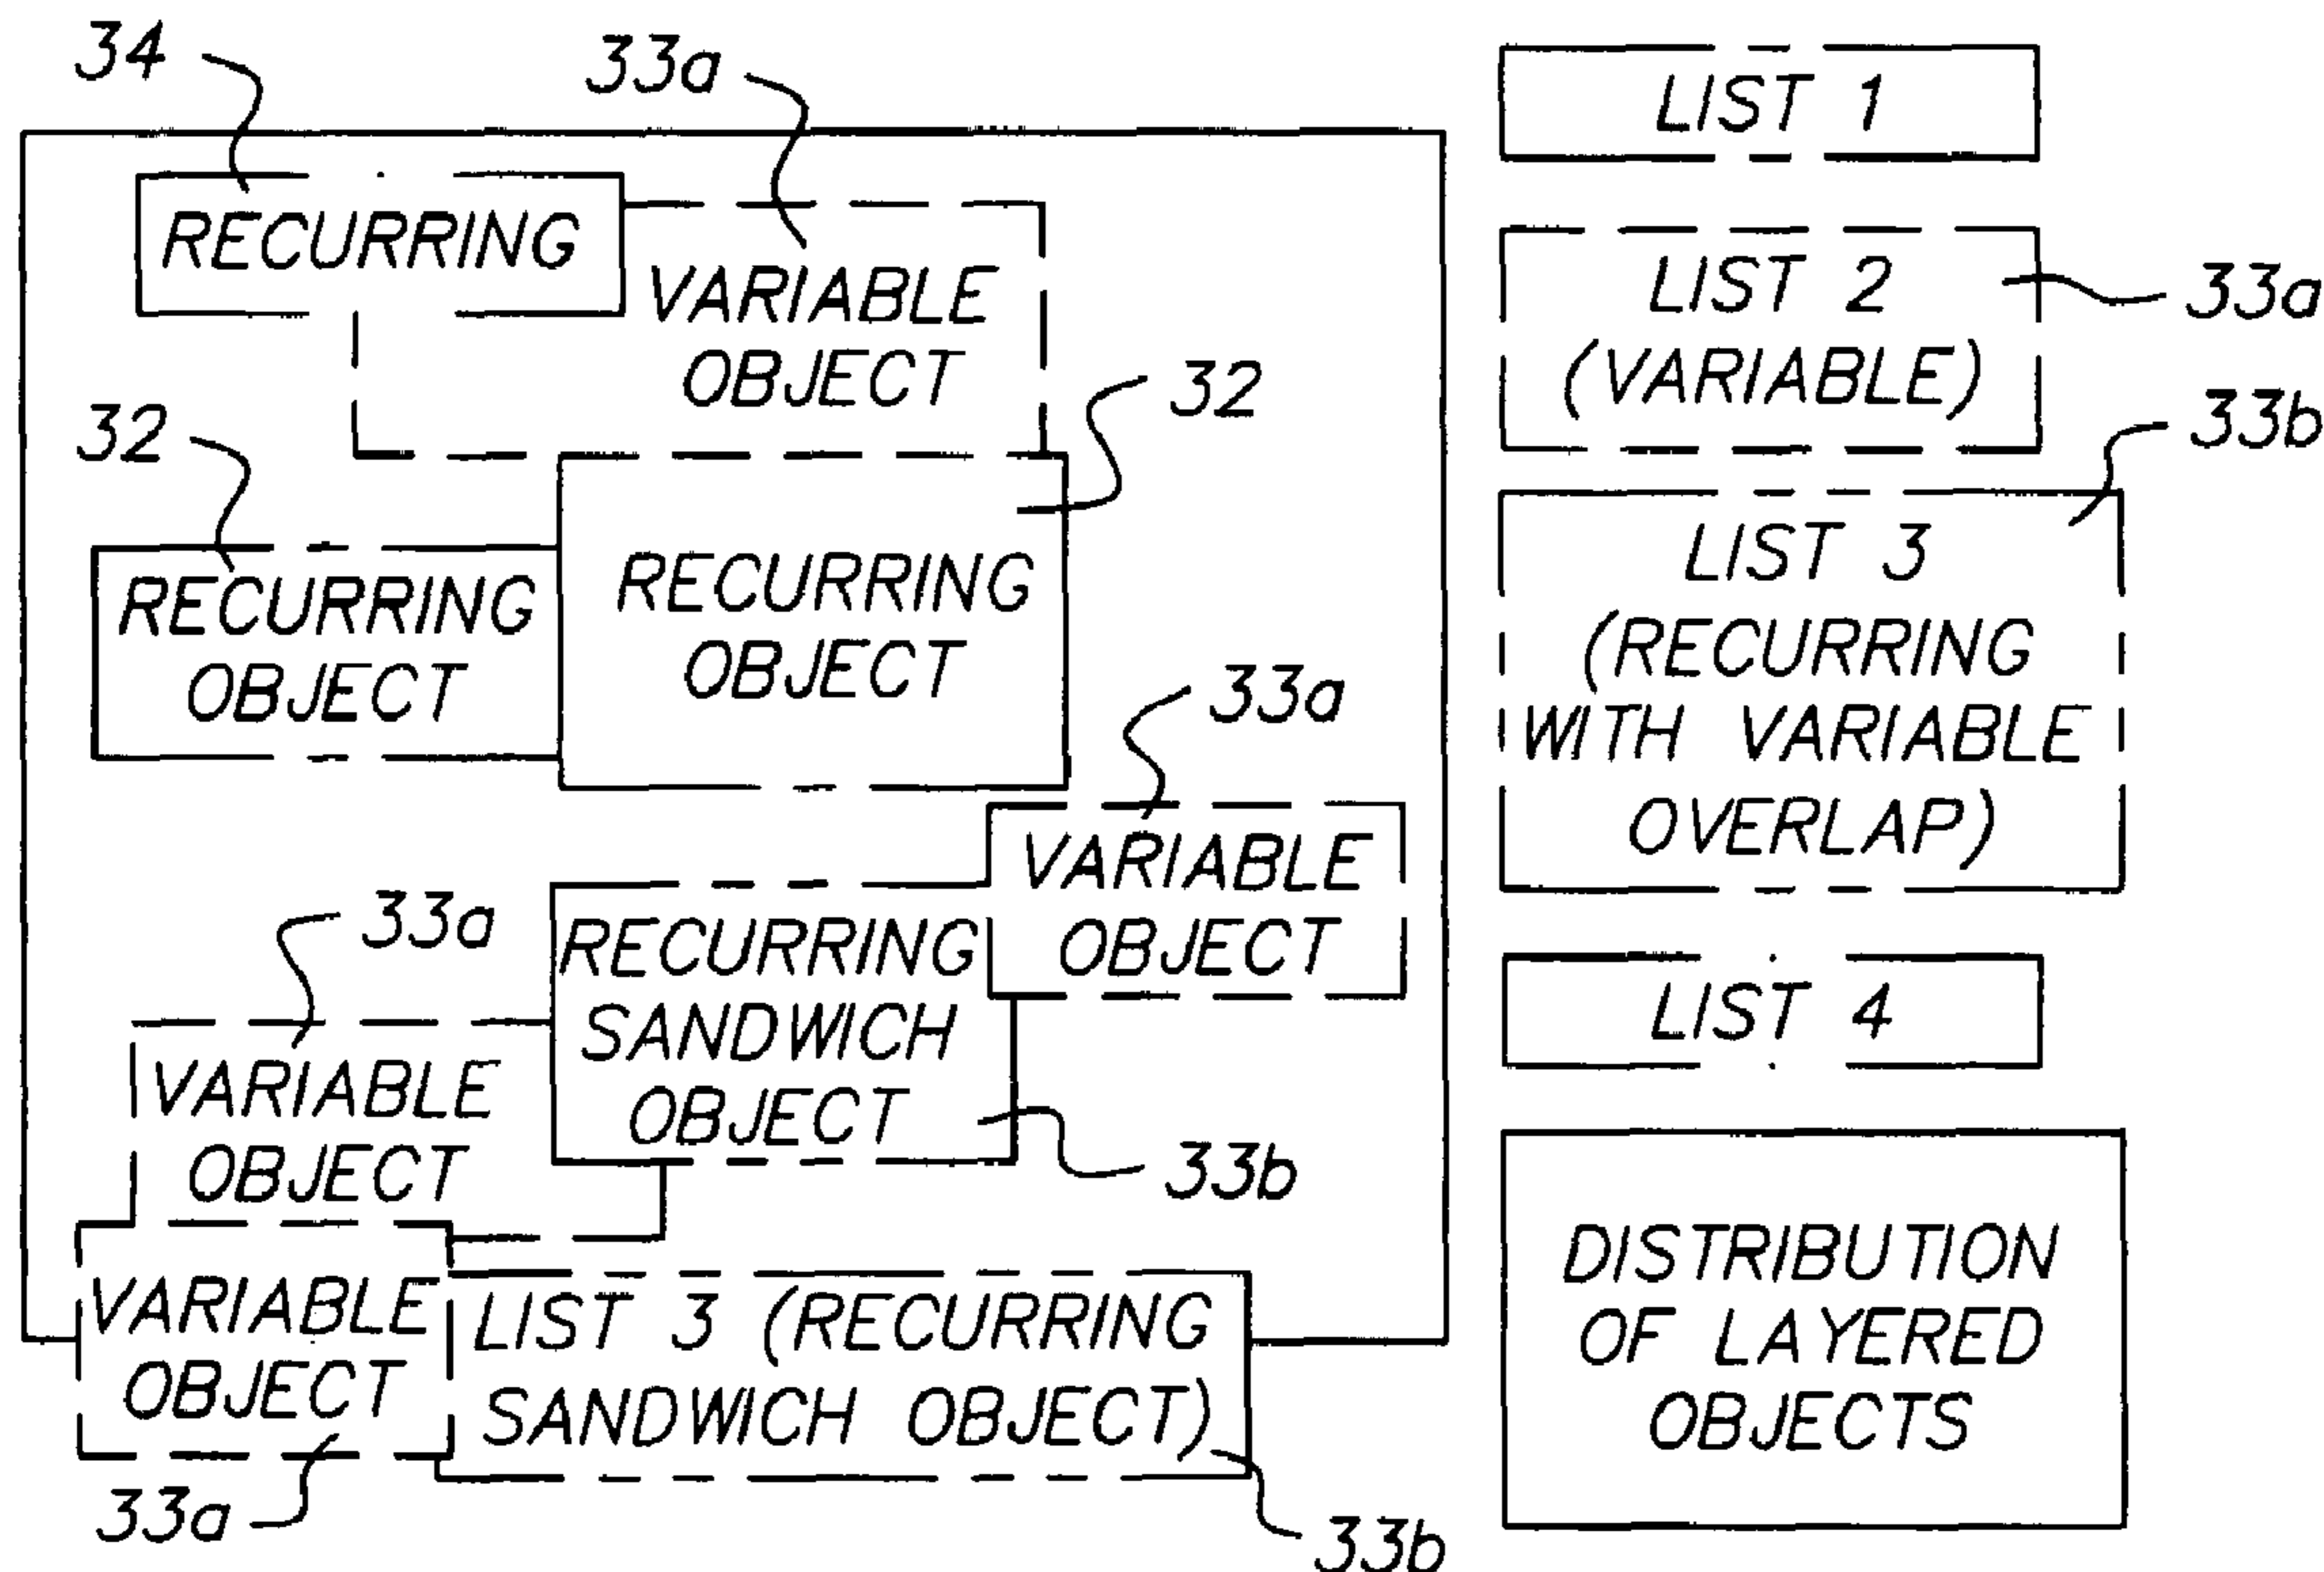 34
33a
RECURRING
VARIABLE
OBJECT
32
32
RECURRING
OBJECT
RECURRING
OBJECT
33a
VARIABLE
OBJECT
33a
RECURRING
SANDWICH
OBJECT
33b
VARIABLE
OBJECT
VARIABLE
OBJECT
33a
LIST 3 (RECURRING
SANDWICH OBJECT)
33b
LIST 1
LIST 2
(VARIABLE)
33a
33b
LIST 3
(RECURRING
WITH VARIABLE
OVERLAP)
LIST 4
DISTRIBUTION
OF LAYERED
OBJECTS